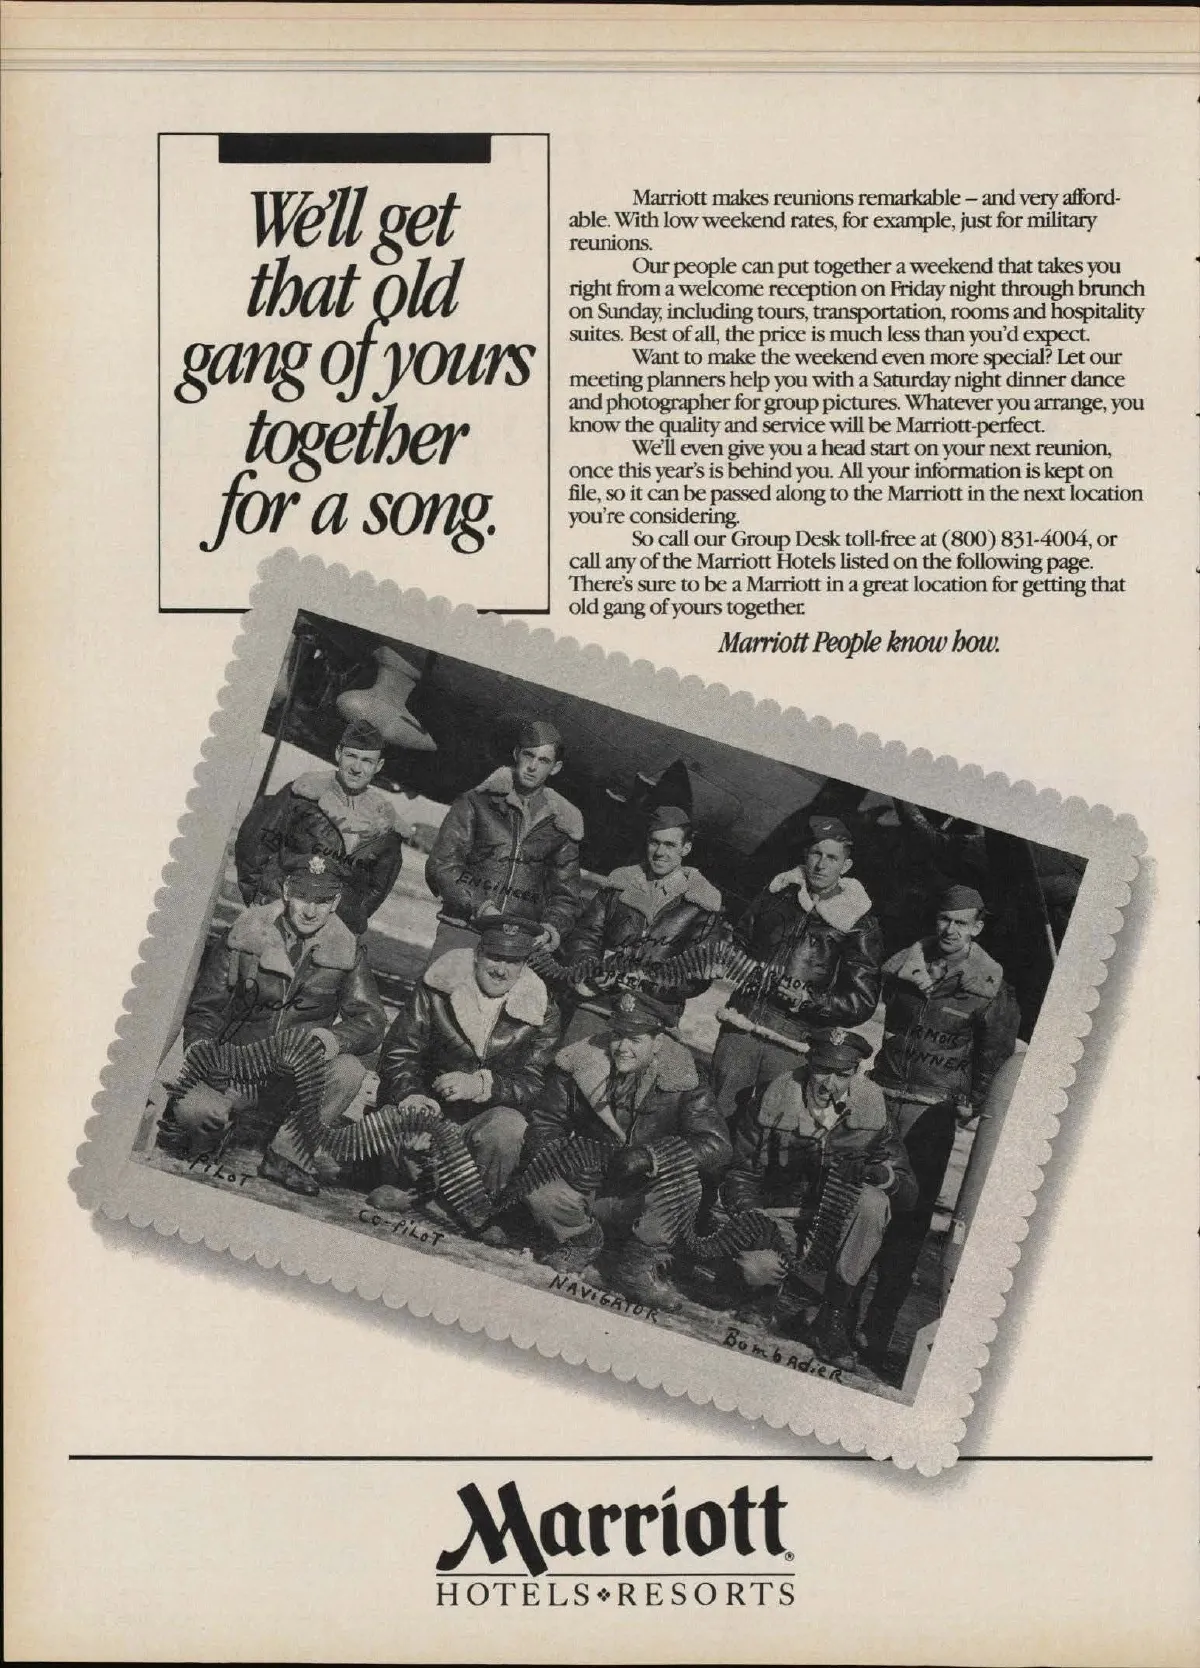 We'll get
that old
gang of yours
together
for a song.
Marriott makes reunions remarkable – and very afford-
able. With low weekend rates, for example, just for military
reunions.
Our people can put together a weekend that takes you
right from a welcome reception on Friday night through brunch
on Sunday, including tours, transportation, rooms and hospitality
suites. Best of all, the price is much less than you'd expect.
Want to make the weekend even more special? Let our
meeting planners help you with a Saturday night dinner dance
and photographer for group pictures. Whatever you arrange, you
know the quality and service will be Marriott-perfect.
We'll even give you a head start on your next reunion,
once this year's is behind you. All your information is kept on
file, so it can be passed along to the Marriott in the next location
you're considering.
So call our Group Desk toll-free at (800) 831-4004, or
call any of the Marriott Hotels listed on the following page.
There's sure to be a Marriott in a great location for getting that
old gang of yours together.
Marriott People know how.
TAIL GUNNER
ENGINEER
RADIO
OPERATOR
ARMOR
GUNNER
ARMOR
GUNNER
Jack
PILOT
CO-PILOT
NAVIGATOR
BombAdieR
Marriott®
HOTELS❖RESORTS